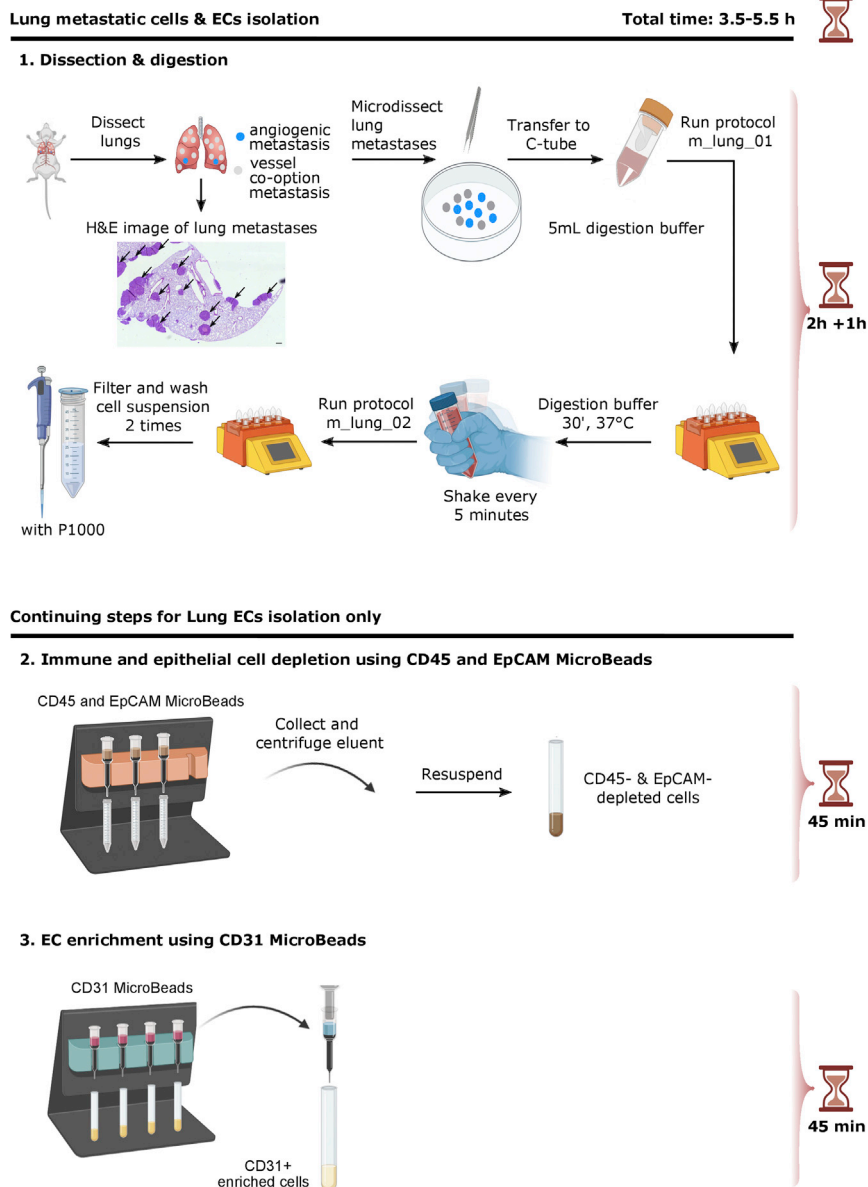 Lung metastatic cells & ECs isolation
Total time: 3.5-5.5 h
1. Dissection & digestion
Dissect
lungs
angiogenic
metastasis
vessel
co-option
metastasis
Microdissect
lung
metastases
Transfer to
C-tube
Run protocol
m_lung_01
H&E image of lung metastases
5mL digestion buffer
2h +1h
Filter and wash
cell suspension
2 times
Run protocol
m_lung_02
Digestion buffer
30', 37°C
Shake every
5 minutes
with P1000
Continuing steps for Lung ECs isolation only
2. Immune and epithelial cell depletion using CD45 and EpCAM MicroBeads
CD45 and EpCAM MicroBeads
Collect and
centrifuge eluent
Resuspend
CD45- & EpCAM-
depleted cells
45 min
3. EC enrichment using CD31 MicroBeads
CD31 MicroBeads
CD31+
enriched cells
45 min